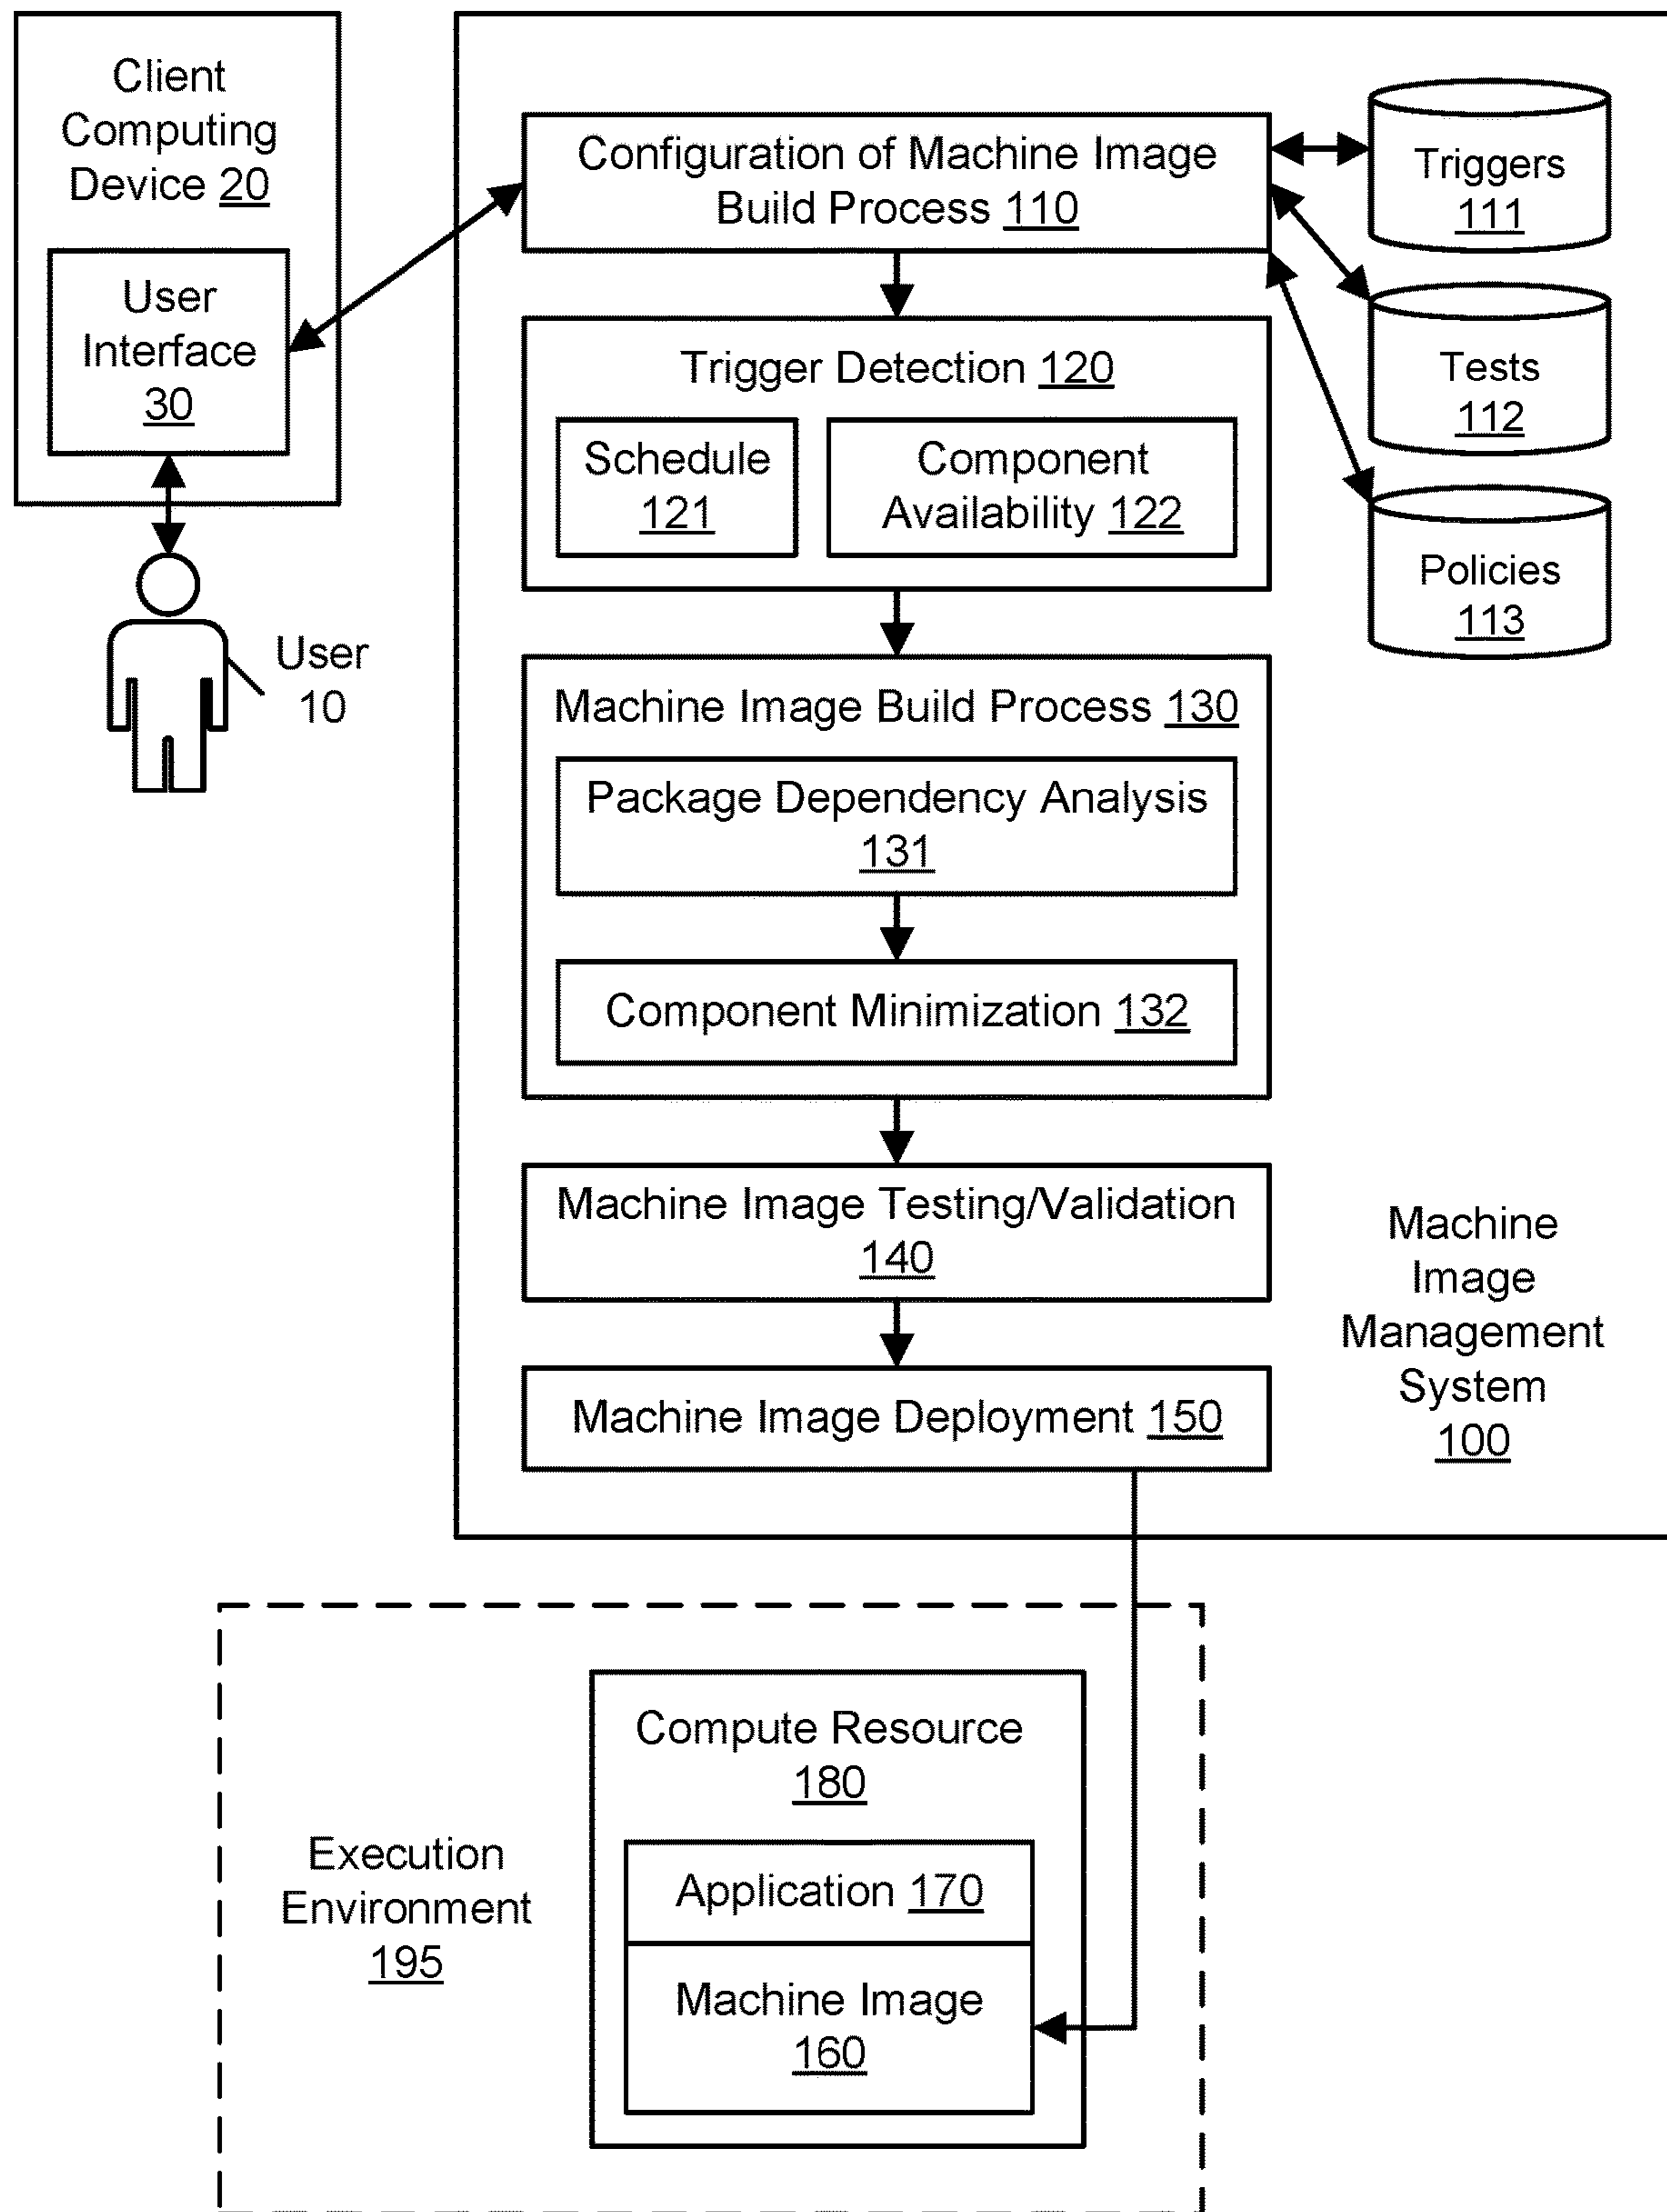 Client
Computing
Device 20
User
Interface
30
User
10
Configuration of Machine Image
Build Process 110
Triggers
111
Tests
112
Policies
113
Trigger Detection 120
Schedule
121
Component
Availability 122
Machine Image Build Process 130
Package Dependency Analysis
131
Component Minimization 132
Machine Image Testing/Validation
140
Machine Image Deployment 150
Machine
Image
Management
System
100
Execution
Environment
195
Compute Resource
180
Application 170
Machine Image
160